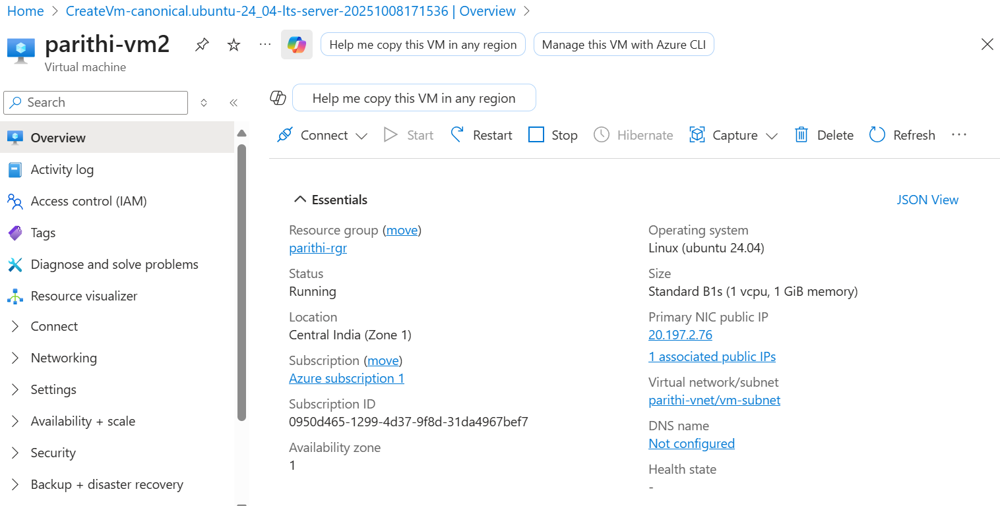 Home > CreateVm-canonical.ubuntu-24_04-lts-server-20251008171536 | Overview >
parithi-vm2
Virtual machine
Help me copy this VM in any region
Manage this VM with Azure CLI
Search
Overview
Activity log
Access control (IAM)
Tags
Diagnose and solve problems
Resource visualizer
Connect
Networking
Settings
Availability + scale
Security
Backup + disaster recovery
Help me copy this VM in any region
Connect Start Restart Stop Hibernate Capture Delete Refresh ...
Essentials
JSON View
Resource group (move)
parithi-rgr
Status
Running
Location
Central India (Zone 1)
Subscription (move)
Azure subscription 1
Subscription ID
0950d465-1299-4d37-9f8d-31da4967bef7
Availability zone
1
Operating system
Linux (ubuntu 24.04)
Size
Standard B1s (1 vcpu, 1 GiB memory)
Primary NIC public IP
20.197.2.76
1 associated public IPs
Virtual network/subnet
parithi-vnet/vm-subnet
DNS name
Not configured
Health state
-